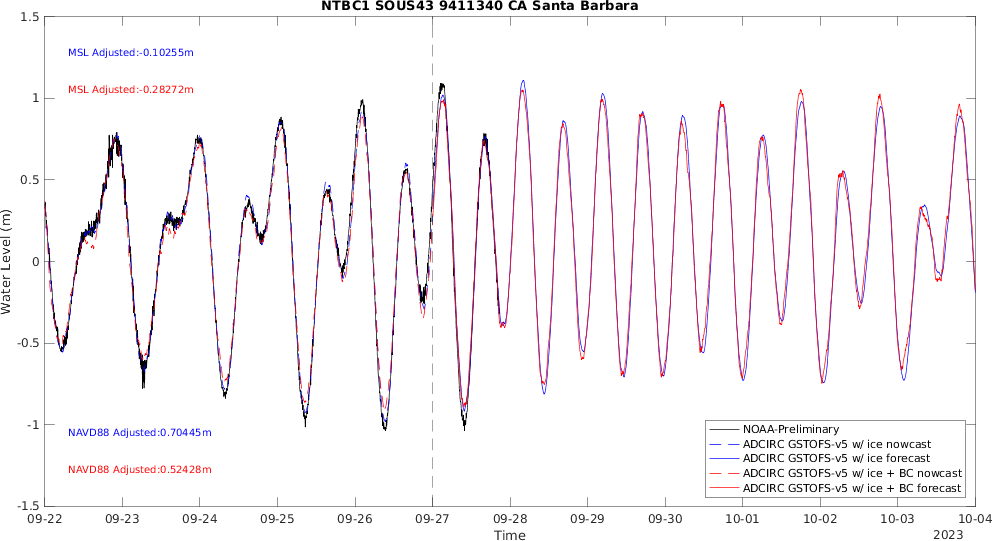 NTBC1 SOUS43 9411340 CA Santa Barbara
1.5
MSL Adjusted:-0.10255m
MSL Adjusted:-0.28272m
1
0.5
Water Level (m)
0
-0.5
-1
NAVD88 Adjusted:0.70445m
NAVD88 Adjusted:0.52428m
-1.5
NOAA-Preliminary
ADCIRC GSTOFS-v5 w/ ice nowcast
ADCIRC GSTOFS-v5 w/ ice forecast
ADCIRC GSTOFS-v5 w/ ice + BC nowcast
ADCIRC GSTOFS-v5 w/ ice + BC forecast
09-22 09-23 09-24 09-25 09-26 09-27 09-28 09-29 09-30 10-01 10-02 10-03 10-04
Time
2023